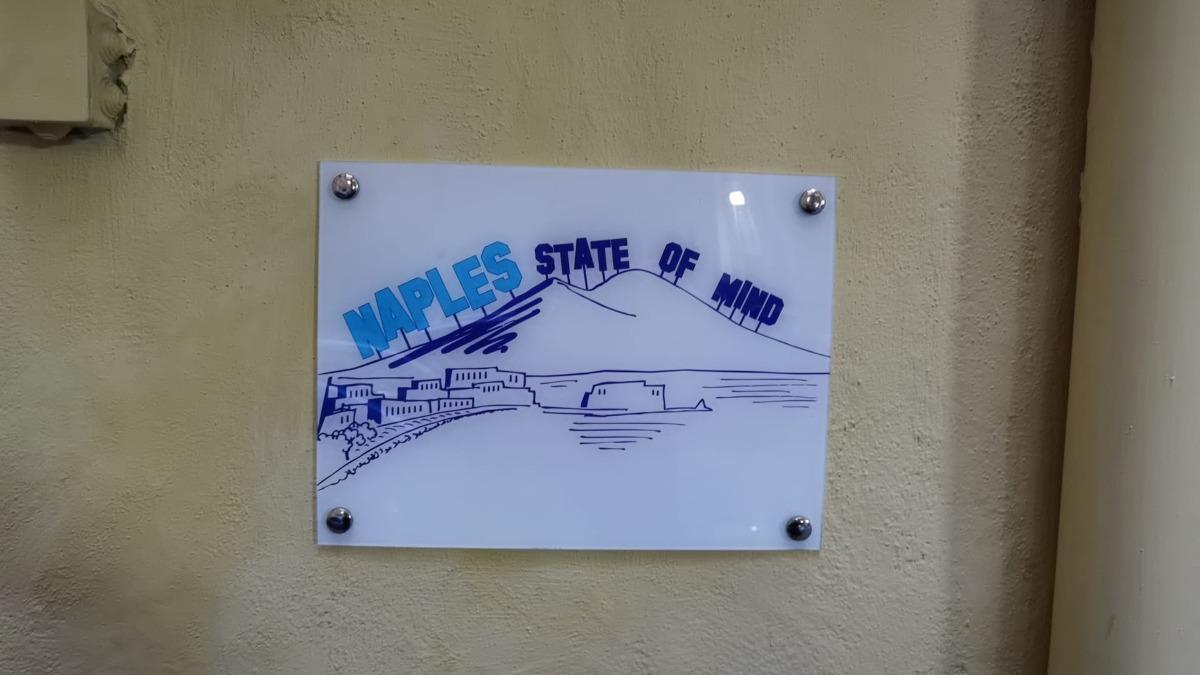 NAPLES STATE OF MIND